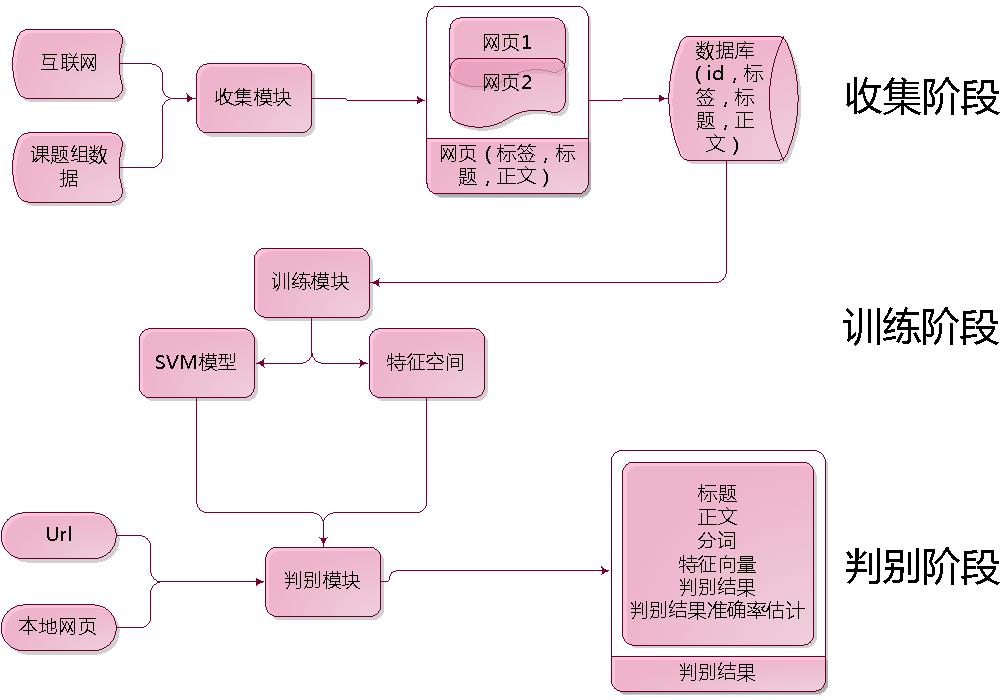 互联网
课题组数
据
收集模块
网页1
网页2
网页（标签，标
题，正文）
数据库
（id，标
签，标
题，正
文）
收集阶段
训练模块
SVM模型
特征空间
训练阶段
Url
本地网页
判别模块
标题
正文
分词
特征向量
判别结果
判别结果准确率估计
判别结果
判别阶段